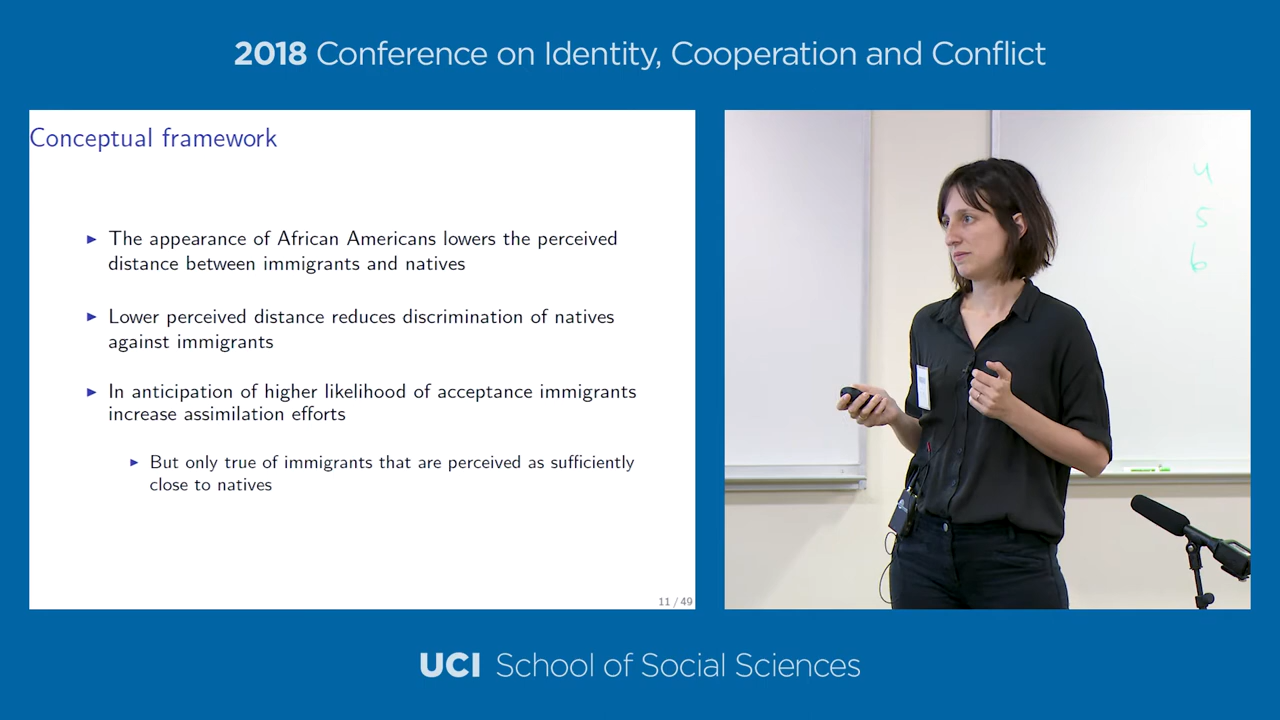 2018 Conference on Identity, Cooperation and Conflict
Conceptual framework
► The appearance of African Americans lowers the perceived
distance between immigrants and natives
► Lower perceived distance reduces discrimination of natives
against immigrants
► In anticipation of higher likelihood of acceptance immigrants
increase assimilation efforts
► But only true of immigrants that are perceived as sufficiently
close to natives
11 / 49
4
5
6
UCI School of Social Sciences